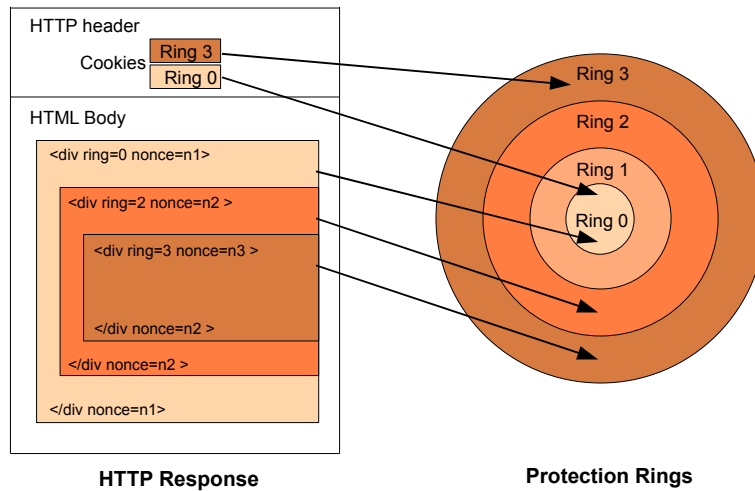 HTTP header
Cookies
Ring 3
Ring 0
HTML Body
<div ring=0 nonce=n1>
<div ring=2 nonce=n2 >
<div ring=3 nonce=n3 >
</div nonce=n2 >
</div nonce=n2 >
</div nonce=n1>
HTTP Response
Ring 3
Ring 2
Ring 1
Ring 0
Protection Rings